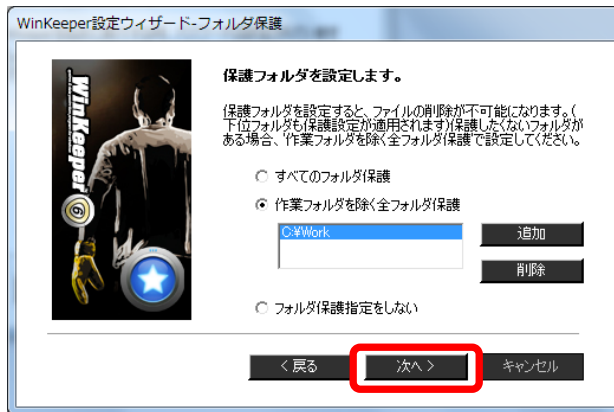 WinKeeper設定ウィザード-フォルダ保護
保護フォルダを設定します。
保護フォルダを設定すると、ファイルの削除が不可能になります。(
下位フォルダも保護設定が適用されます)保護したくないフォルダが
ある場合、'作業フォルダを除く全フォルダ保護'で設定してください。
すべてのフォルダ保護
作業フォルダを除く全フォルダ保護
C:¥Work
追加
削除
フォルダ保護指定をしない
WinKeeper
6
< 戻る
次へ >
キャンセル